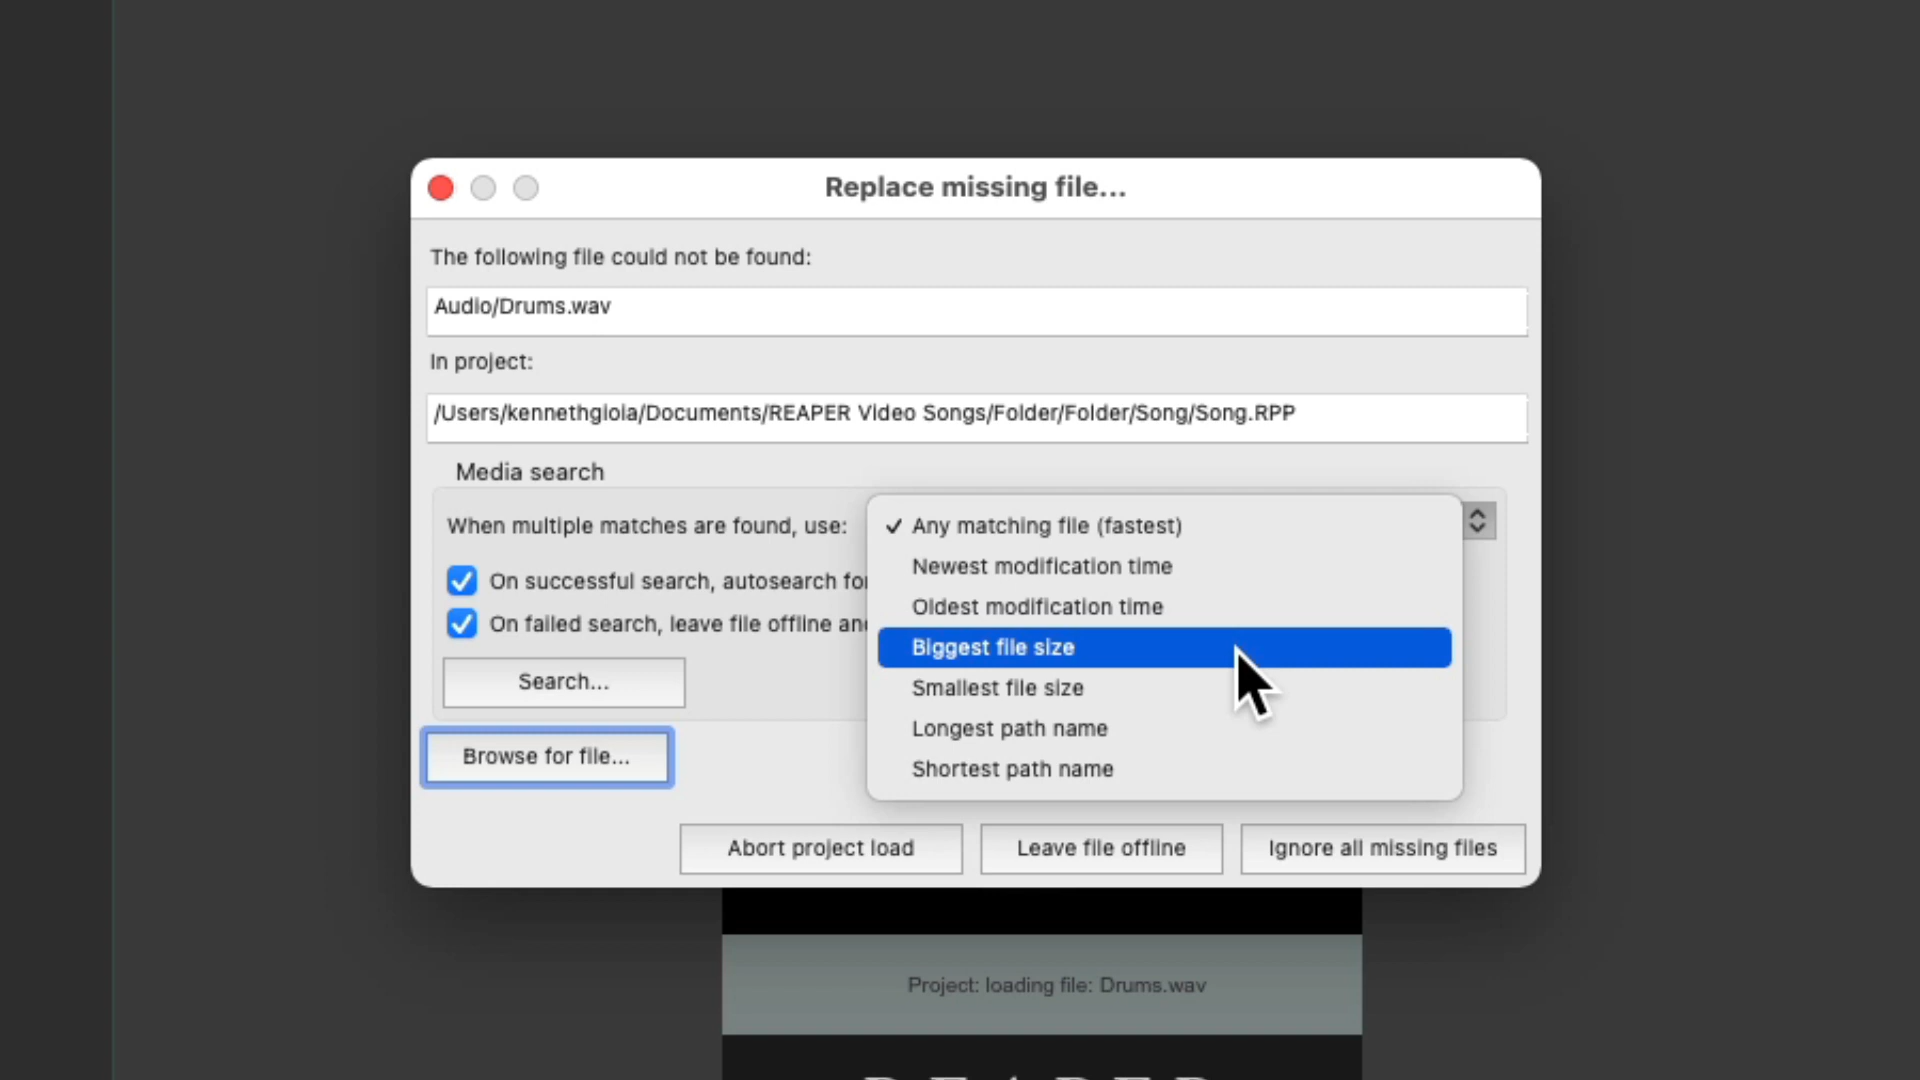 Replace missing file...
The following file could not be found:
Audio/Drums.wav
In project:
/Users/kennethgioia/Documents/REAPER Video Songs/Folder/Folder/Song/Song.RPP
Media search
When multiple matches are found, use:
✓ Any matching file (fastest)
Newest modification time
Oldest modification time
Biggest file size
Smallest file size
Longest path name
Shortest path name
On successful search, autosearch for
On failed search, leave file offline and
Search...
Browse for file...
Abort project load
Leave file offline
Ignore all missing files
Project: loading file: Drums.wav